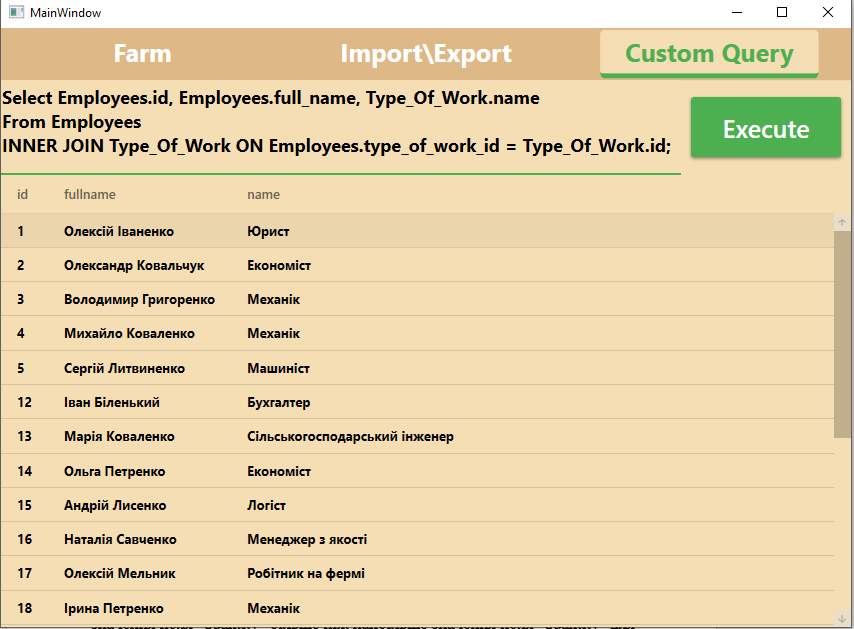 MainWindow
Farm Import\Export Custom Query
Select Employees.id, Employees.full_name, Type_Of_Work.name
From Employees
INNER JOIN Type_Of_Work ON Employees.type_of_work_id = Type_Of_Work.id;
Execute
id fullname name
1 Олексій Іваненко Юрист
2 Олександр Ковальчук Економіст
3 Володимир Григоренко Механік
4 Михайло Коваленко Механік
5 Сергій Литвиненко Машиніст
12 Іван Біленький Бухгалтер
13 Марія Коваленко Сільськогосподарський інженер
14 Ольга Петренко Економіст
15 Андрій Лисенко Логіст
16 Наталія Савченко Менеджер з якості
17 Олексій Мельник Робітник на фермі
18 Ірина Петренко Механік